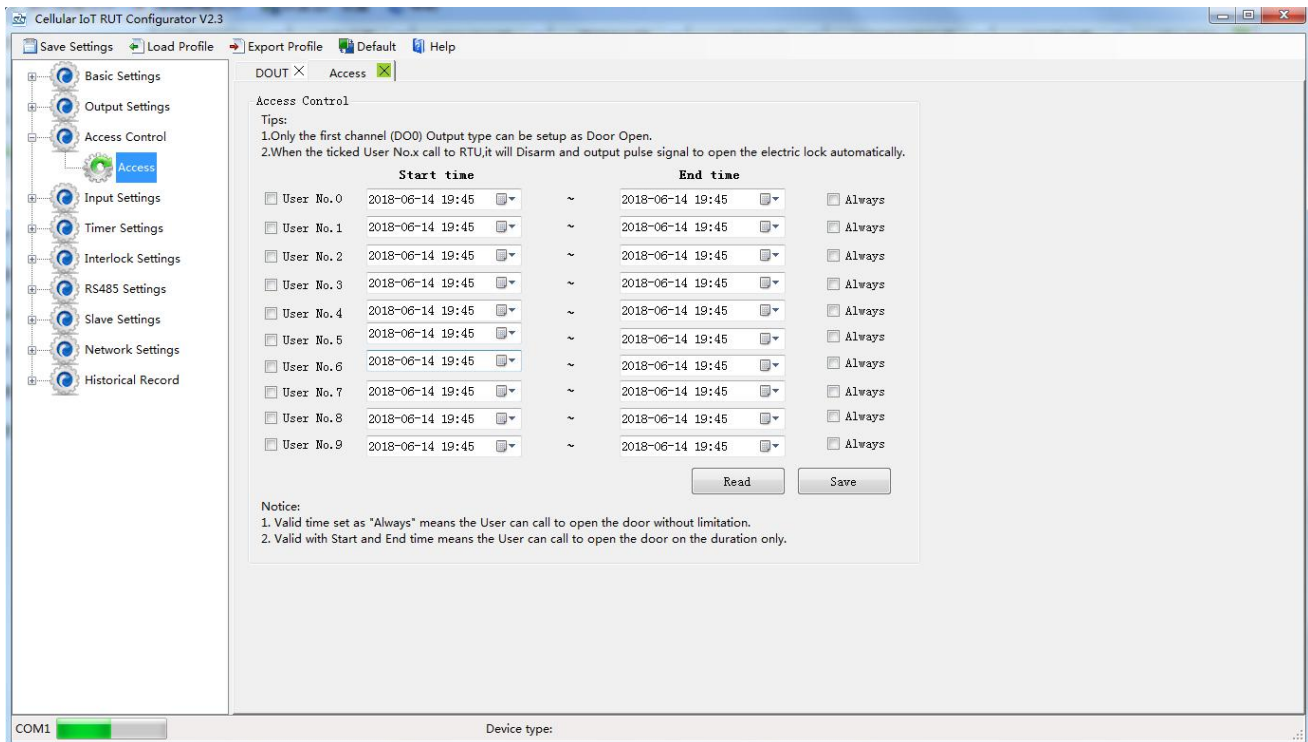 Cellular IoT RUT Configurator V2.3
Save Settings Load Profile Export Profile Default Help
Basic Settings
Output Settings
Access Control
Access
Input Settings
Timer Settings
Interlock Settings
RS485 Settings
Slave Settings
Network Settings
Historical Record
DOUT Access
Access Control
Tips:
1.Only the first channel (DO0) Output type can be setup as Door Open.
2.When the ticked User No.x call to RTU,it will Disarm and output pulse signal to open the electric lock automatically.
Start time End time
User No.0 2018-06-14 19:45 ~ 2018-06-14 19:45 Always
User No.1 2018-06-14 19:45 ~ 2018-06-14 19:45 Always
User No.2 2018-06-14 19:45 ~ 2018-06-14 19:45 Always
User No.3 2018-06-14 19:45 ~ 2018-06-14 19:45 Always
User No.4 2018-06-14 19:45 ~ 2018-06-14 19:45 Always
User No.5 2018-06-14 19:45 ~ 2018-06-14 19:45 Always
User No.6 2018-06-14 19:45 ~ 2018-06-14 19:45 Always
User No.7 2018-06-14 19:45 ~ 2018-06-14 19:45 Always
User No.8 2018-06-14 19:45 ~ 2018-06-14 19:45 Always
User No.9 2018-06-14 19:45 ~ 2018-06-14 19:45 Always
Read Save
Notice:
1. Valid time set as "Always" means the User can call to open the door without limitation.
2. Valid with Start and End time means the User can call to open the door on the duration only.
COM1 Device type: